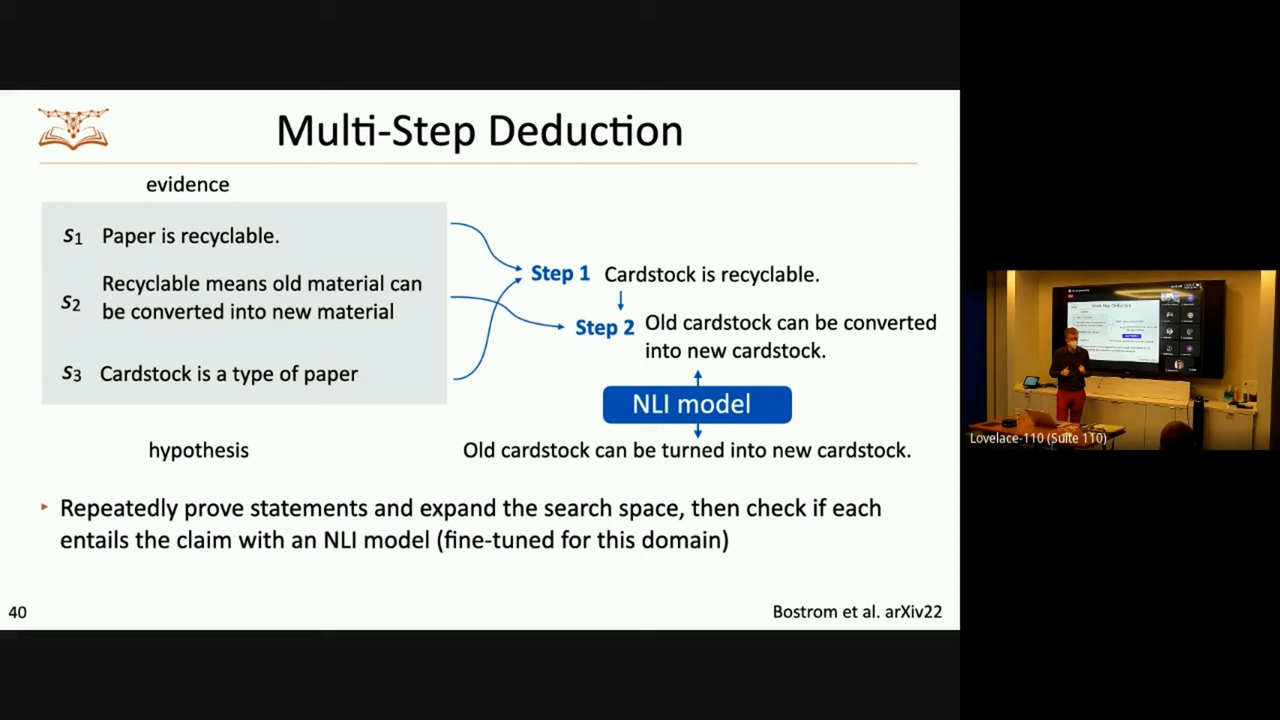 Multi-Step Deduction
evidence
s1 Paper is recyclable.
s2 Recyclable means old material can
be converted into new material
s3 Cardstock is a type of paper
Step 1 Cardstock is recyclable.
Step 2 Old cardstock can be converted
into new cardstock.
NLI model
hypothesis
Old cardstock can be turned into new cardstock.
‣ Repeatedly prove statements and expand the search space, then check if each
entails the claim with an NLI model (fine-tuned for this domain)
40
Bostrom et al. arXiv22
Lovelace-110 (Suite 110)
Multi-Step Deduction